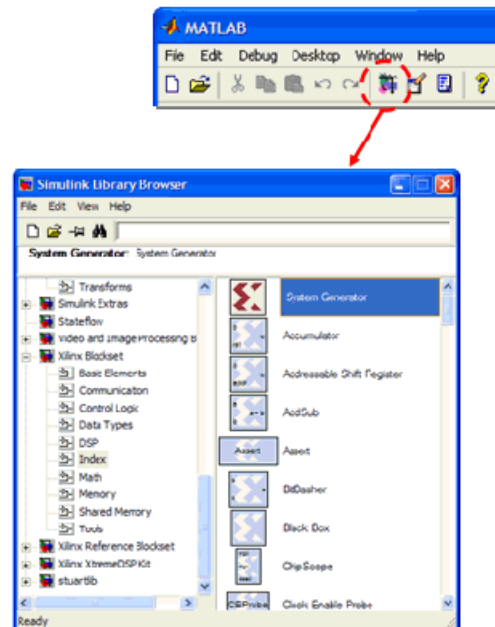 MATLAB
File Edit Debug Desktop Window Help
Simulink Library Browser
File Edit View Help
System Generator: System Generator
Transforms
Simulink Extras
Stateflow
Video and Image Processing B
Xilinx Blockset
Basic Elements
Communication
Control Logic
Data Types
DSP
Index
Math
Memory
Shared Memory
Tools
Xilinx Reference Blockset
Xilinx XtremeDSP Kit
stuartlib
System Generator
Accumulator
Addressable Shift Register
AddSub
Assert
Assert
BitBasher
Black Box
ChipScope
CEProbe
Clock Enable Probe
Ready